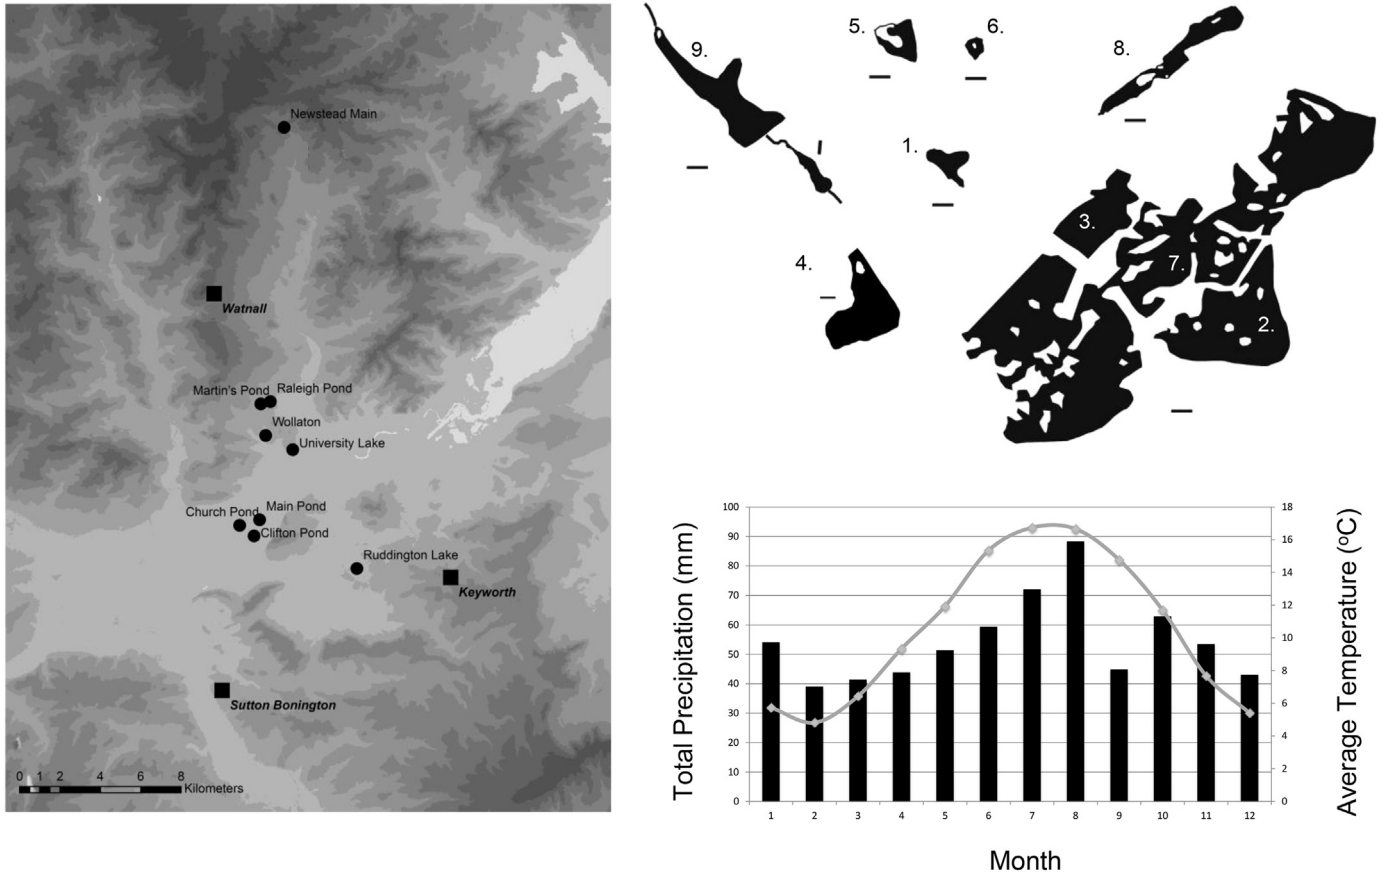 Newstead Main
Watnall
Martin's Pond Raleigh Pond
Wollaton
University Lake
Church Pond Main Pond
Clifton Pond
Ruddington Lake
Keyworth
Sutton Bonington
0 1 2 4 6 8
Kilometers
9.
5.
6.
8.
1.
3.
4.
7.
2.
Total Precipitation (mm)
100
90
80
70
60
50
40
30
20
10
0
18
16
14
12
10
8
6
4
2
0
Average Temperature (oC)
1 2 3 4 5 6 7 8 9 10 11 12
Month